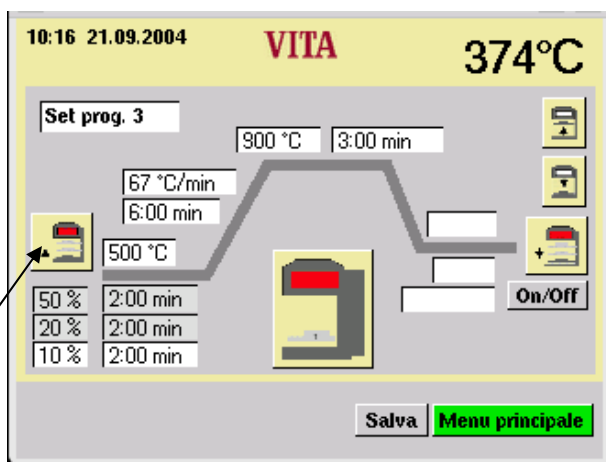 10:16 21.09.2004
VITA
374°C
Set prog. 3
900 °C 3:00 min
67 °C/min
6:00 min
500 °C
50 % 2:00 min
20 % 2:00 min
10 % 2:00 min
1
On/Off
Salva Menu principale